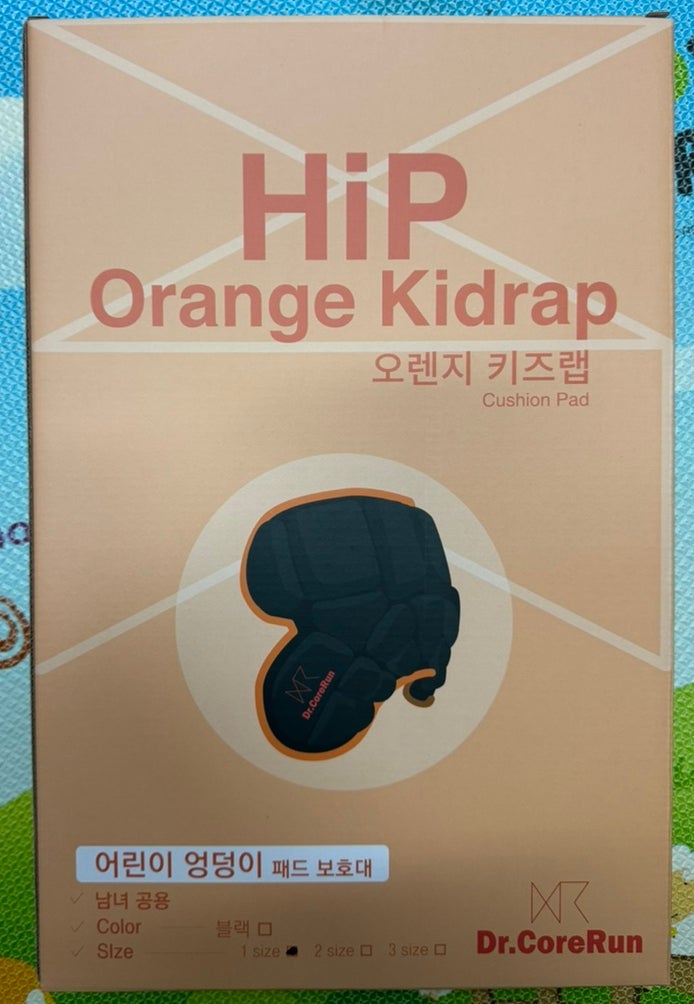 HiP
Orange Kidrap
오렌지 키즈랩
Cushion Pad
Dr.CoreRun
어린이 엉덩이 패드 보호대
남녀 공용
Color 블랙
SIze 1 size 2 size 3 size
Dr.CoreRun